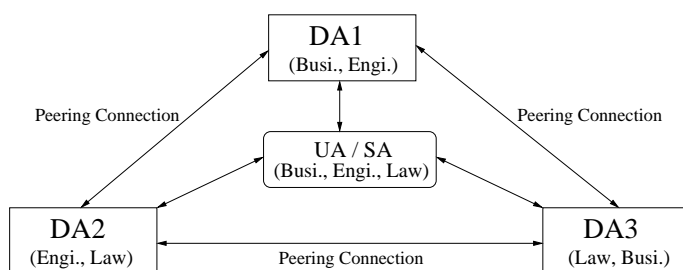 DA1
(Busi., Engi.)
Peering Connection
Peering Connection
UA / SA
(Busi., Engi., Law)
DA2
(Engi., Law)
DA3
(Law, Busi.)
Peering Connection